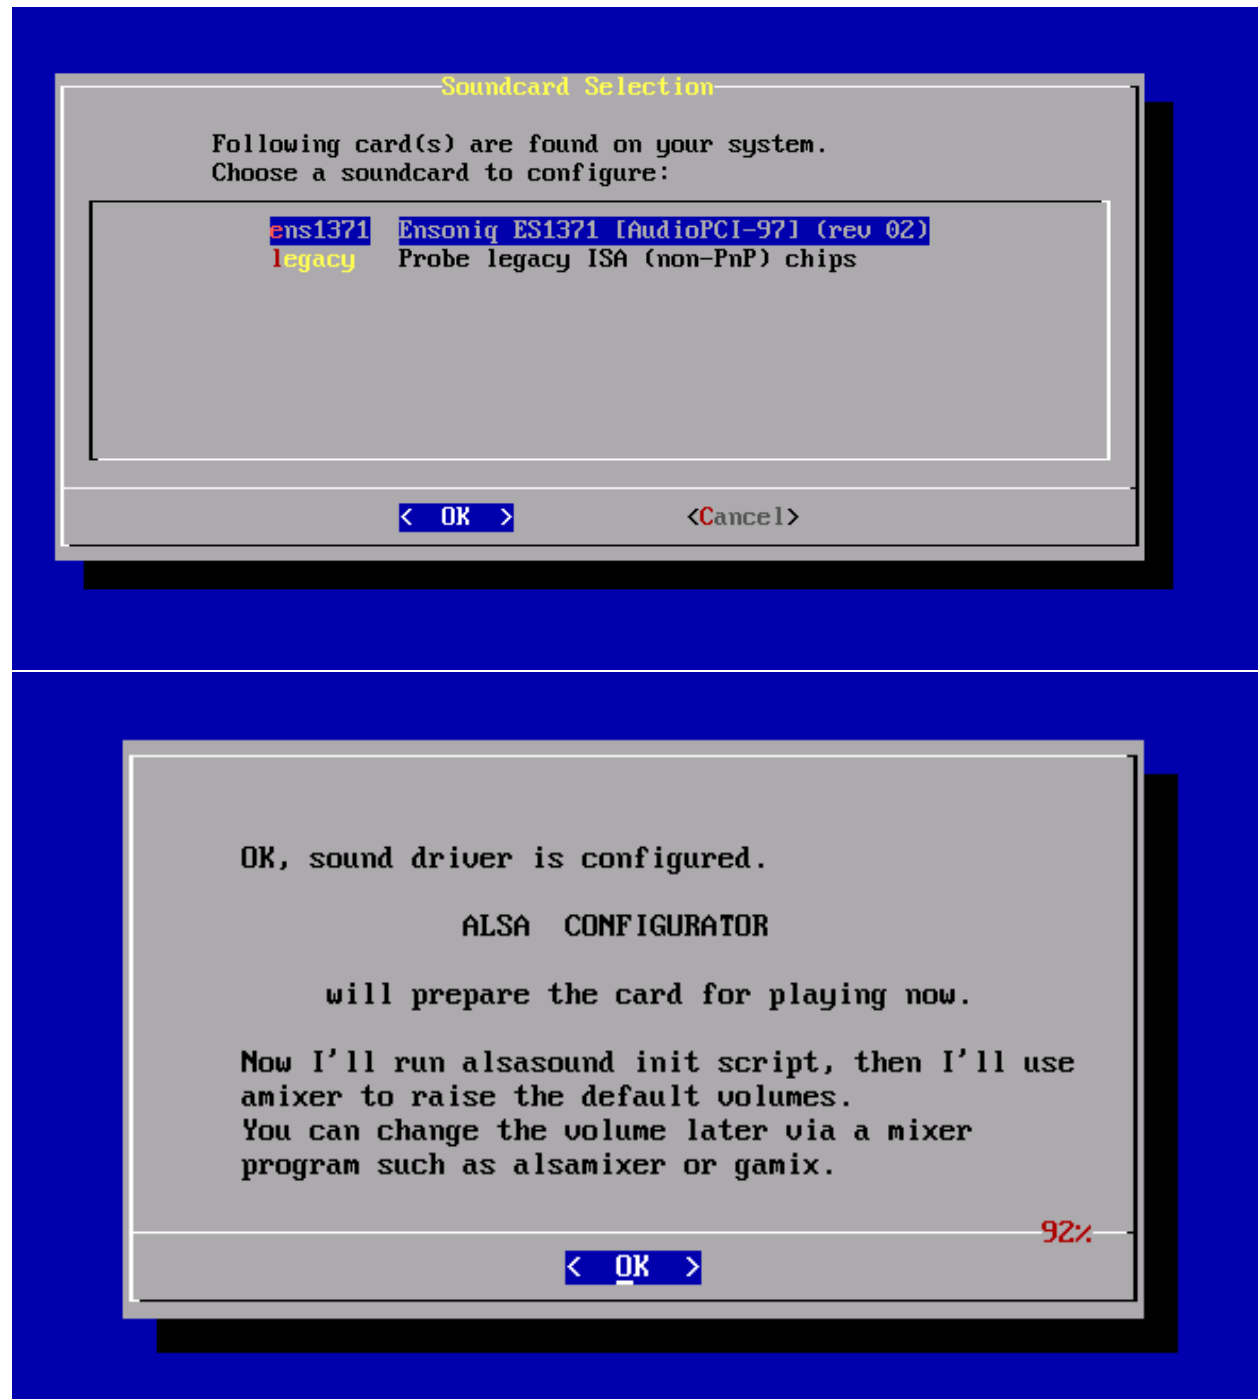 Soundcard Selection
Following card(s) are found on your system.
Choose a soundcard to configure:
ens1371 Ensoniq ES1371 [AudioPCI-97] (rev 02)
legacy Probe legacy ISA (non-PnP) chips
< OK > <Cancel>
OK, sound driver is configured.
ALSA CONFIGURATOR
will prepare the card for playing now.
Now I'll run alsasound init script, then I'll use
amixer to raise the default volumes.
You can change the volume later via a mixer
program such as alsamixer or gamix.
92%
< OK >